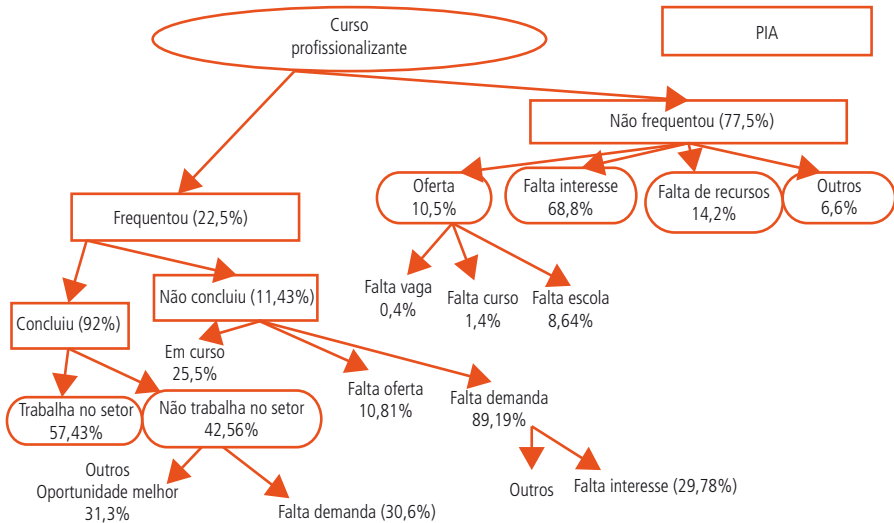 Curso
profissionalizante
PIA
Não frequentou (77,5%)
Oferta
10,5%
Falta interesse
68,8%
Falta de recursos
14,2%
Outros
6,6%
Frequentou (22,5%)
Falta vaga
0,4%
Falta curso
1,4%
Falta escola
8,64%
Não concluiu (11,43%)
Concluiu (92%)
Em curso
25,5%
Falta oferta
10,81%
Falta demanda
89,19%
Trabalha no setor
57,43%
Não trabalha no setor
42,56%
Outros
Oportunidade melhor
31,3%
Falta demanda (30,6%)
Outros
Falta interesse (29,78%)